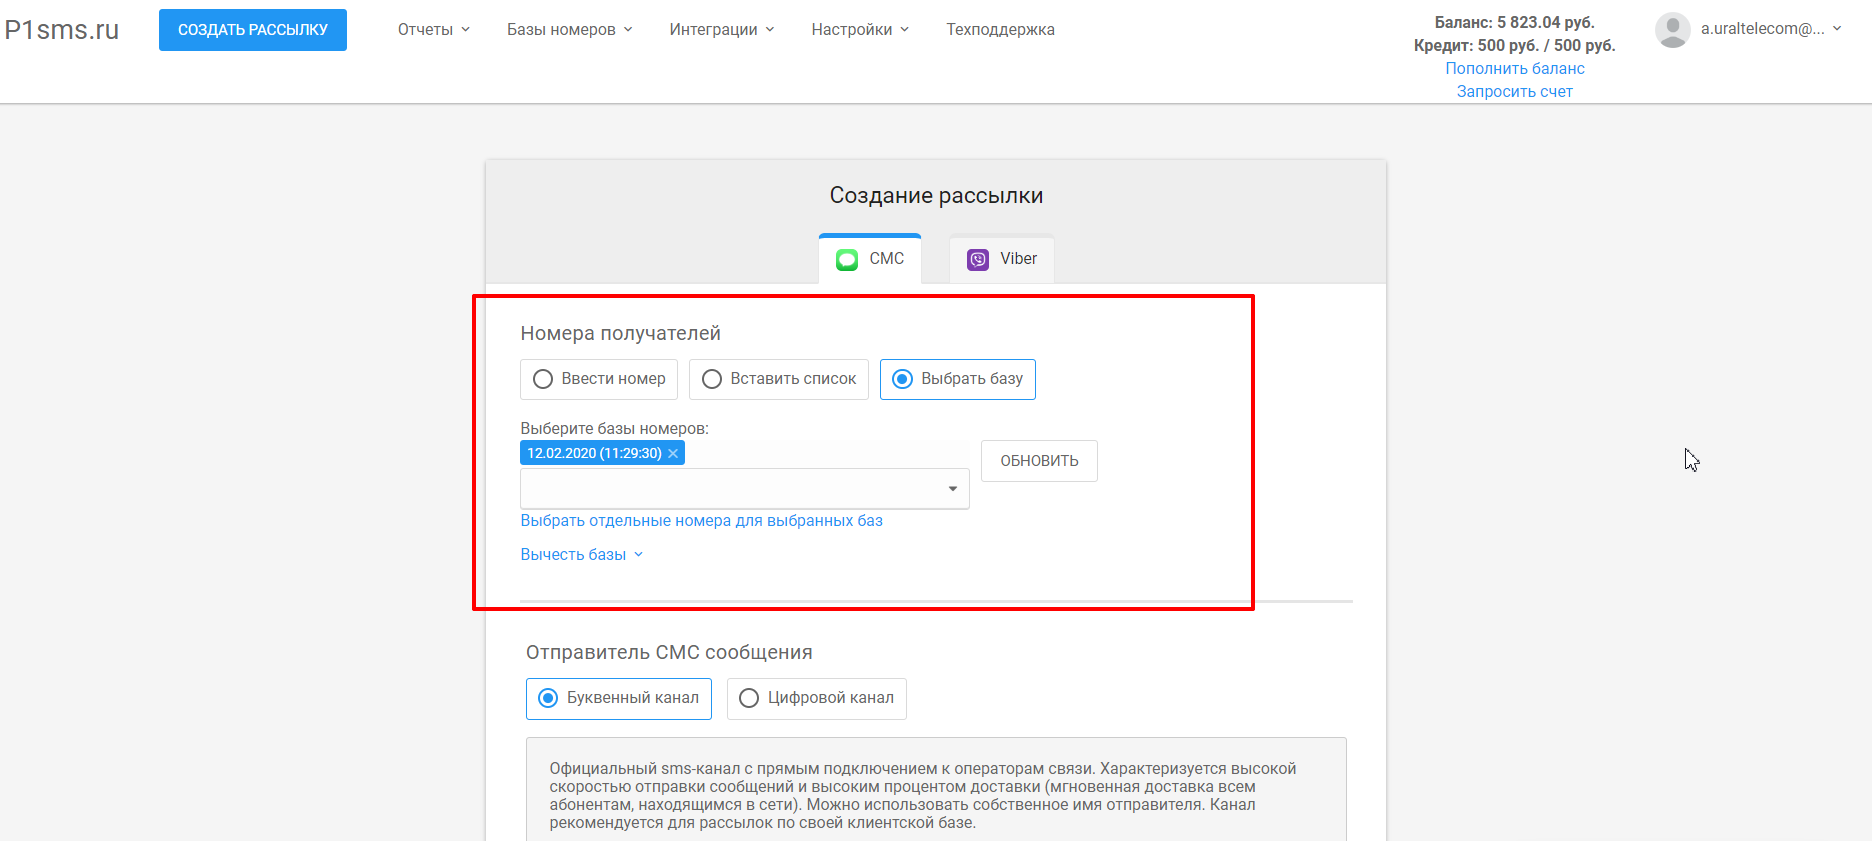 P1sms.ru
СОЗДАТЬ РАССЫЛКУ
Отчеты
Базы номеров
Интеграции
Настройки
Техподдержка
Баланс: 5 823.04 руб.
Кредит: 500 руб. / 500 руб.
Пополнить баланс
Запросить счет
a.uraltelecom@...
Создание рассылки
СМС
Viber
Номера получателей
Ввести номер
Вставить список
Выбрать базу
Выберите базы номеров:
12.02.2020 (11:29:30) ×
ОБНОВИТЬ
Выбрать отдельные номера для выбранных баз
Вычесть базы
Отправитель СМС сообщения
Буквенный канал
Цифровой канал
Официальный sms-канал с прямым подключением к операторам связи. Характеризуется высокой
скоростью отправки сообщений и высоким процентом доставки (мгновенная доставка всем
абонентам, находящимся в сети). Можно использовать собственное имя отправителя. Канал
рекомендуется для рассылок по своей клиентской базе.